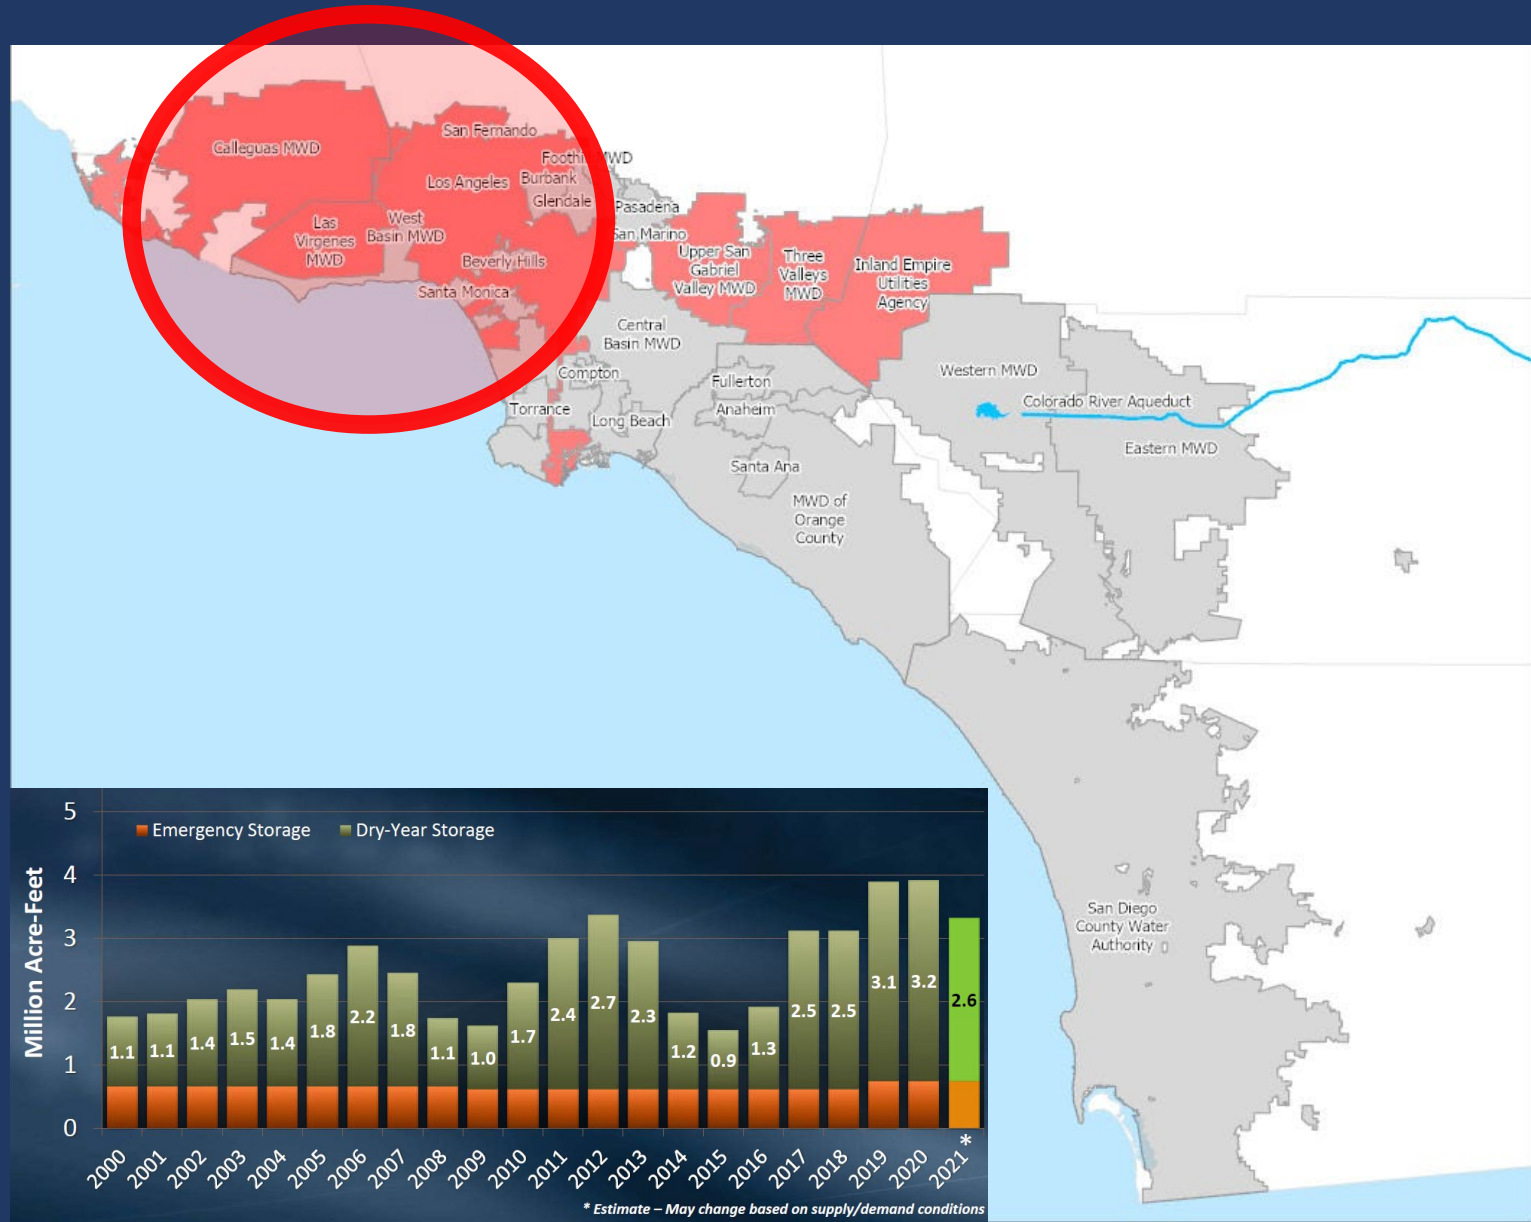 San Fernando
Calleguas MWD
Foothill MWD
Los Angeles
Burbank
Glendale
Pasadena
Las
Virgenes
MWD
West
Basin MWD
San Marino
Beverly Hills
Upper San
Gabriel
Valley MWD
Three
Valleys
MWD
Inland Empire
Utilities
Agency
Santa Monica
Central
Basin MWD
Compton
Fullerton
Western MWD
Torrance
Long Beach
Anaheim
Colorado River Aqueduct
Eastern MWD
Santa Ana
MWD of
Orange
County
San Diego
County Water
Authority
Million Acre-Feet
5
4
3
2
1
0
Emergency Storage
Dry-Year Storage
1.1
1.1
1.4
1.5
1.4
1.8
2.2
1.8
1.1
1.0
1.7
2.4
2.7
2.3
1.2
0.9
1.3
2.5
2.5
3.1
3.2
2.6
2000
2001
2002
2003
2004
2005
2006
2007
2008
2009
2010
2011
2012
2013
2014
2015
2016
2017
2018
2019
2020
2021
*
* Estimate – May change based on supply/demand conditions